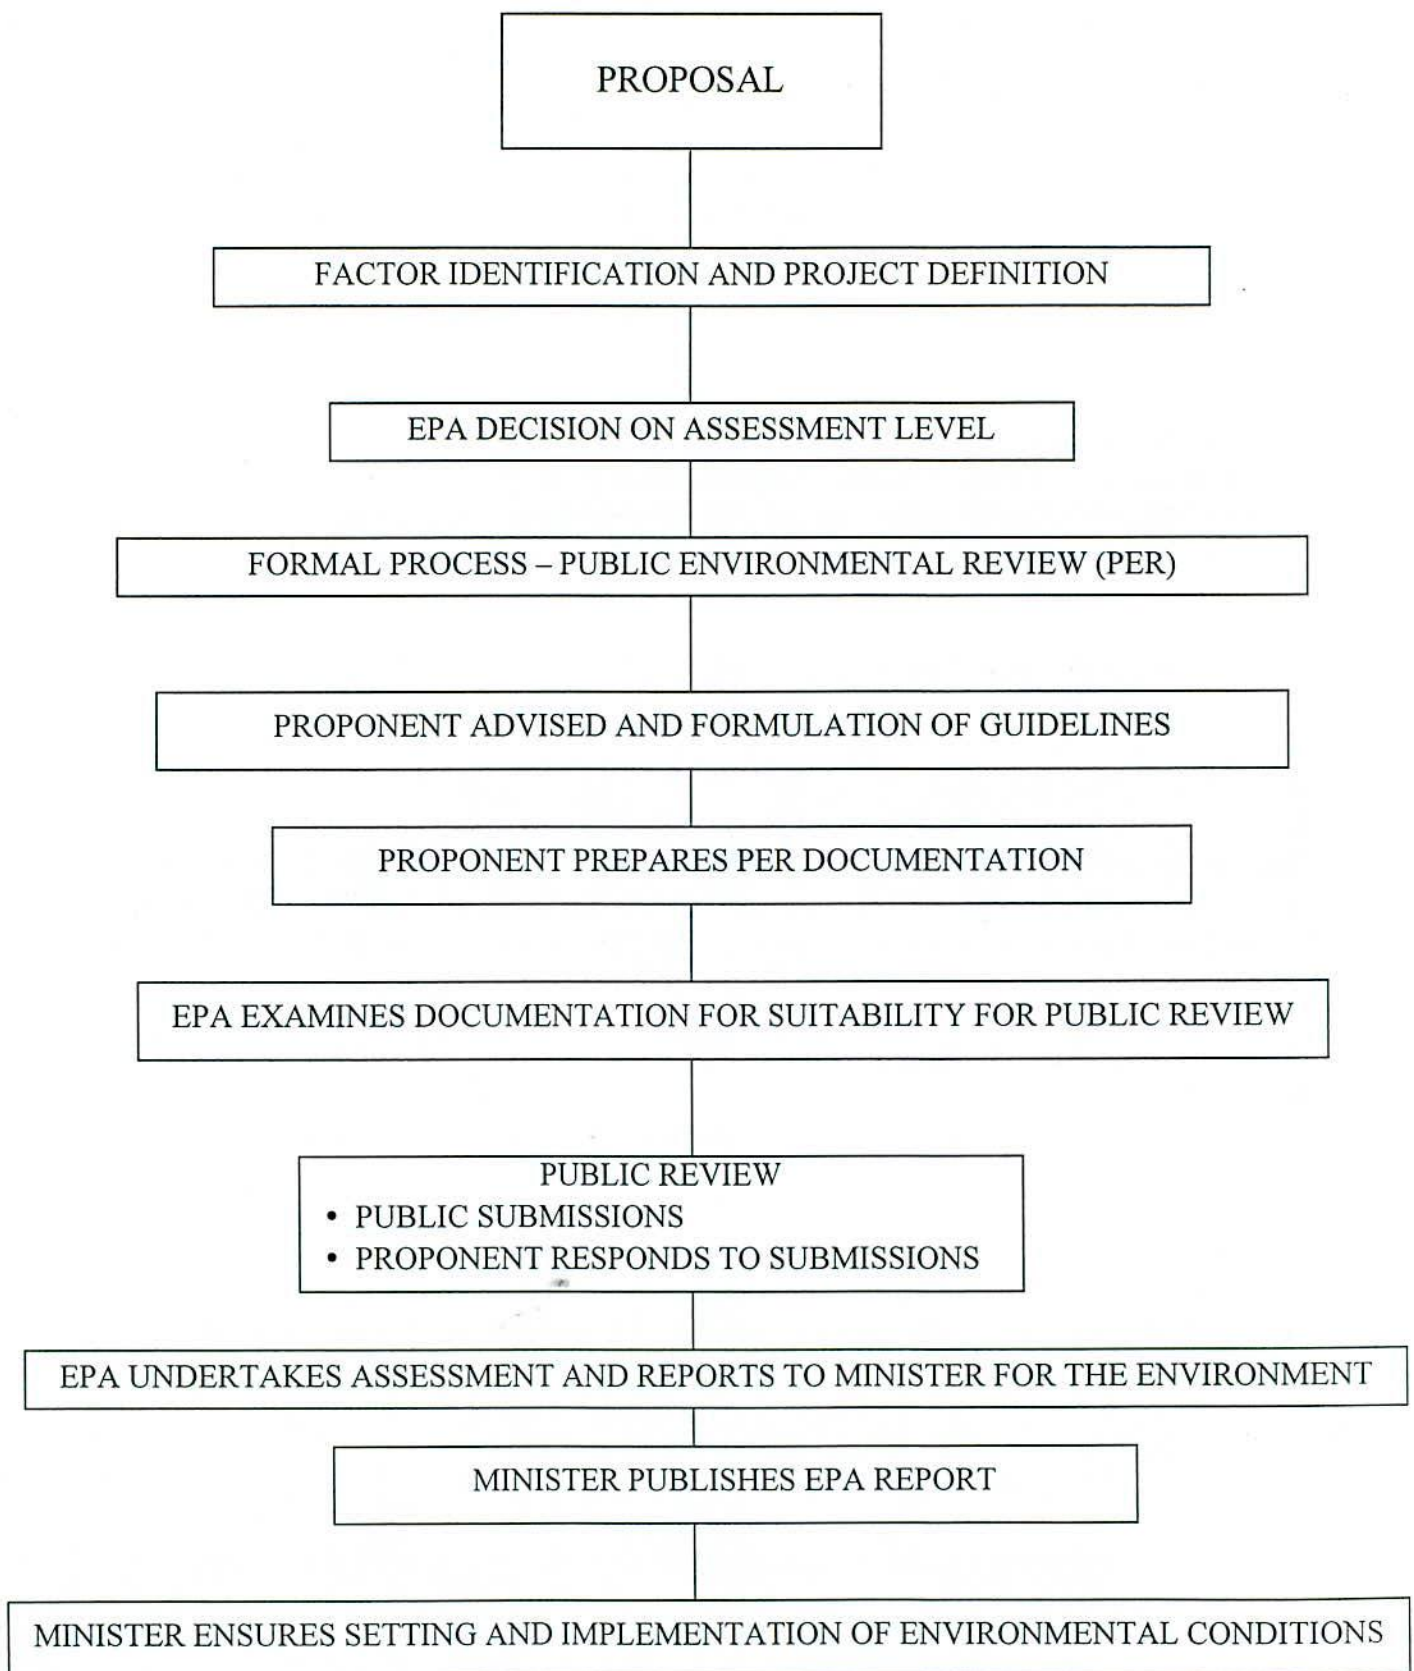 PROPOSAL
FACTOR IDENTIFICATION AND PROJECT DEFINITION
EPA DECISION ON ASSESSMENT LEVEL
FORMAL PROCESS – PUBLIC ENVIRONMENTAL REVIEW (PER)
PROPONENT ADVISED AND FORMULATION OF GUIDELINES
PROPONENT PREPARES PER DOCUMENTATION
EPA EXAMINES DOCUMENTATION FOR SUITABILITY FOR PUBLIC REVIEW
PUBLIC REVIEW
• PUBLIC SUBMISSIONS
• PROPONENT RESPONDS TO SUBMISSIONS
EPA UNDERTAKES ASSESSMENT AND REPORTS TO MINISTER FOR THE ENVIRONMENT
MINISTER PUBLISHES EPA REPORT
MINISTER ENSURES SETTING AND IMPLEMENTATION OF ENVIRONMENTAL CONDITIONS